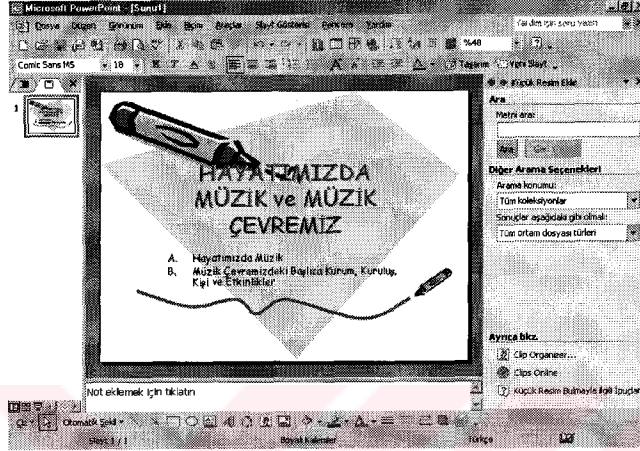 Microsoft PowerPoint - [Sunu1]
Dosya Düzen Görünüm Ekle Biçim Araçlar Slayt Gösterisi Pencere Yardım
Yardım için soru yazın
%48
Comic Sans MS 18
Tasarım Yeni Slayt
Küçük Resim Ekle
1
Ara
Metni ara:
Ara
Diğer Arama Seçenekleri
Arama konumu:
Tüm koleksiyonlar
Sonuçlar aşağıdaki gibi olmalı:
Tüm ortam dosyası türleri
HAYATIMIZDA
MÜZİK ve MÜZİK
ÇEVREMİZ
A. Hayatımızda Müzik
B. Müzik Çevremizdeki Başlıca Kurum, Kuruluş,
Kişi ve Etkinlikler
Ayrıca bkz.
Clip Organizer...
Clips Online
Küçük Resim Bulmayla İlgili İpuçları
Not eklemek için tıklatın
Otomatik Şekil
Slayt 1 / 1
Boyalı Kalemler
Türkçe